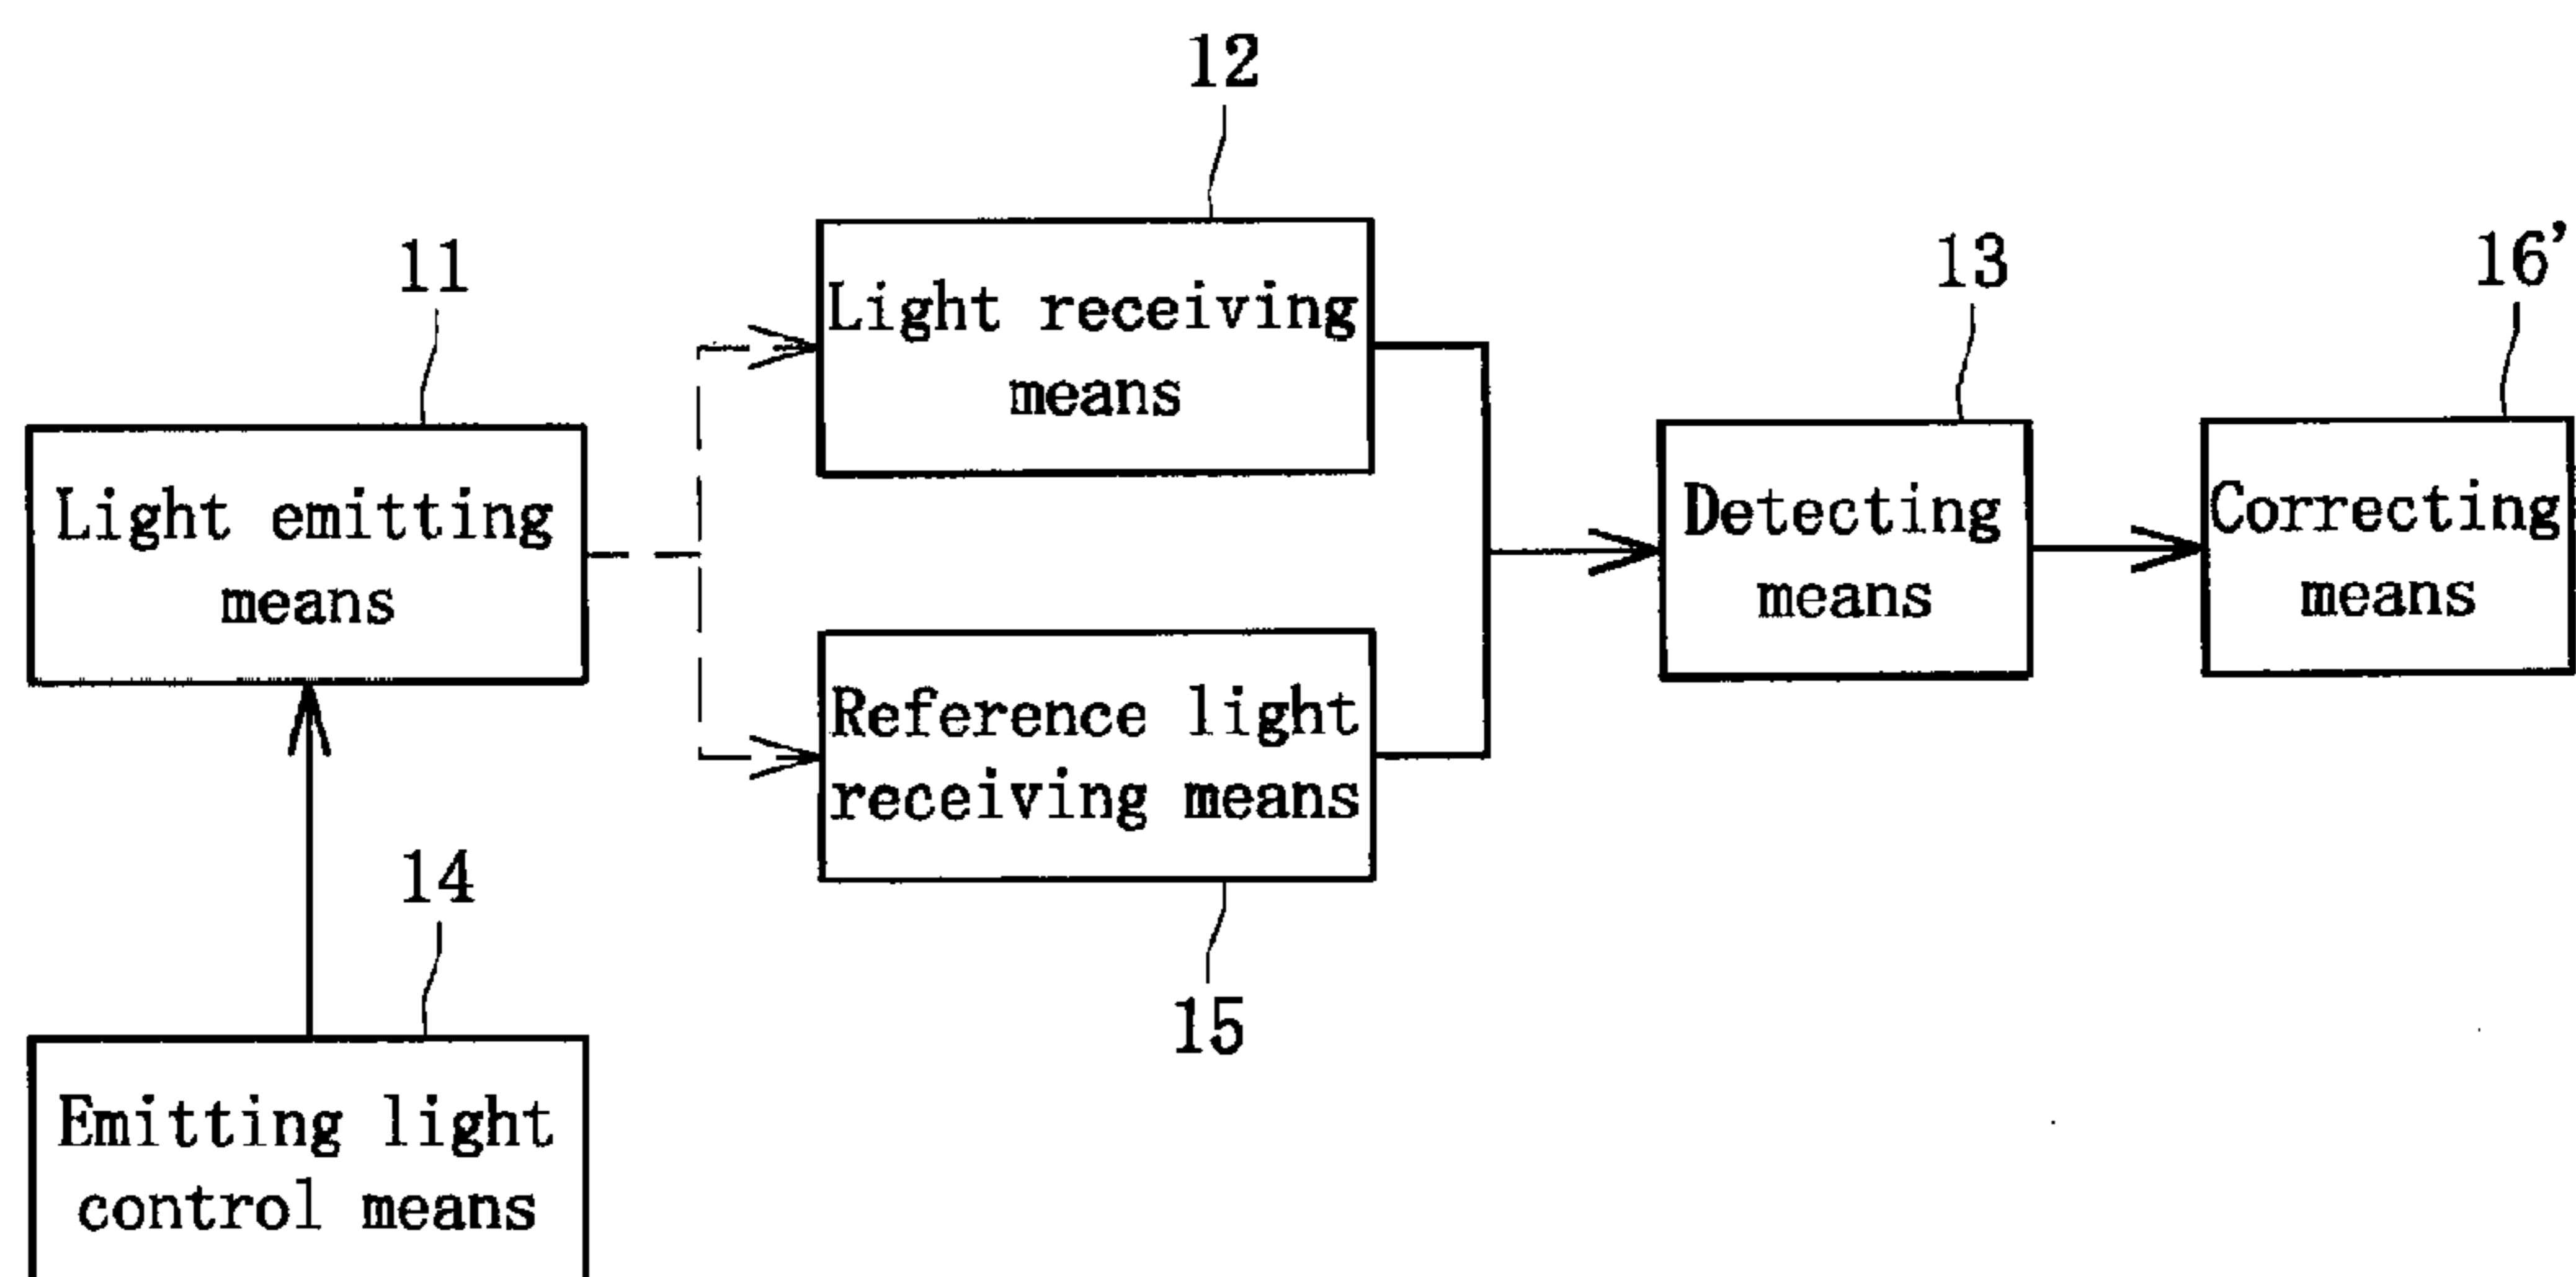 12
11
13
16'
Light receiving
means
Light emitting
means
Detecting
means
Correcting
means
Reference light
receiving means
14
15
Emitting light
control means